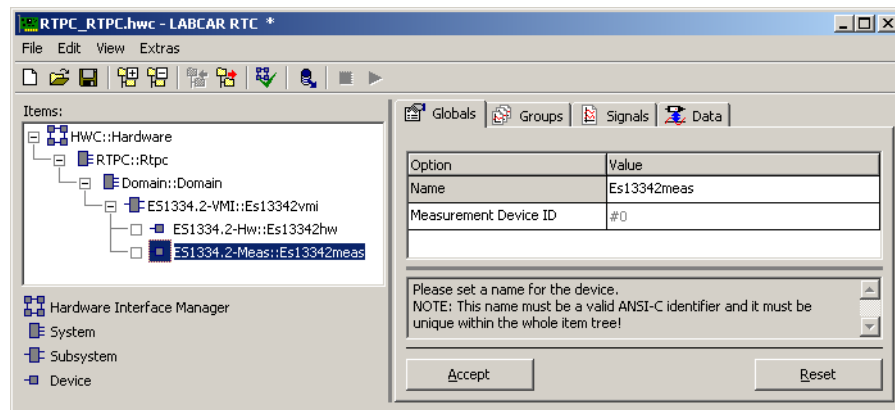 RTPC_RTPC.hwc - LABCAR RTC *
File Edit View Extras
Items:
HWC::Hardware
RTPC::Rtpc
Domain::Domain
ES1334.2-VMI::Es13342vmi
ES1334.2-Hw::Es13342hw
ES1334.2-Meas::Es13342meas
Hardware Interface Manager
System
Subsystem
Device
Globals Groups Signals Data
Option Value
Name Es13342meas
Measurement Device ID #0
Please set a name for the device.
NOTE: This name must be a valid ANSI-C identifier and it must be
unique within the whole item tree!
Accept Reset